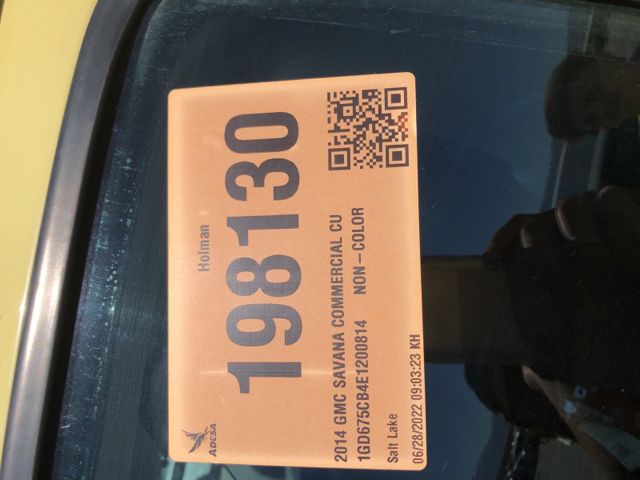 Holman
198130
ADESA
2014 GMC SAVANA COMMERCIAL CU
1GD675CB4E1200814 NON-COLOR
Salt Lake
06/28/2022 09:03:23 KH